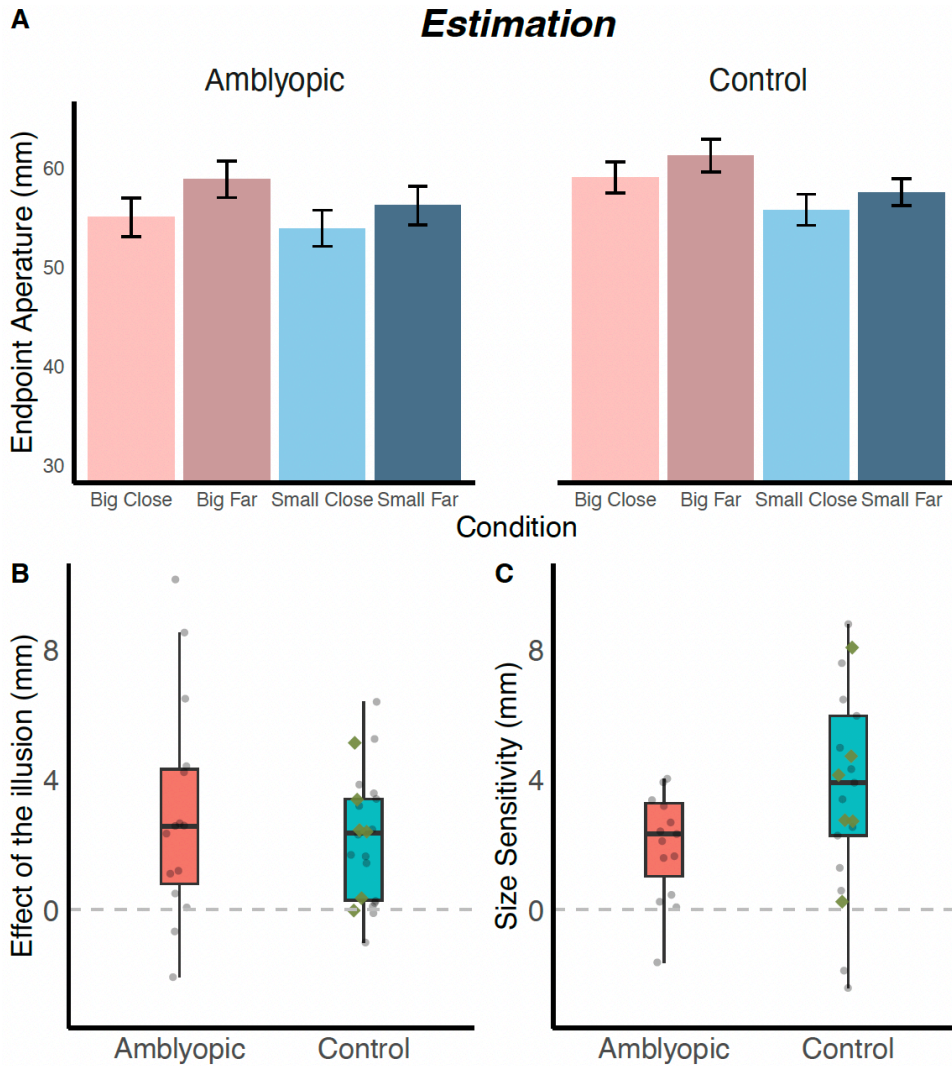 A
Estimation
Amblyopic
Control
Endpoint Aperature (mm)
60
50
40
30
Big Close
Big Far
Small Close
Small Far
Big Close
Big Far
Small Close
Small Far
Condition
B
Effect of the illusion (mm)
8
4
0
Amblyopic
Control
C
Size Sensitivity (mm)
8
4
0
Amblyopic
Control